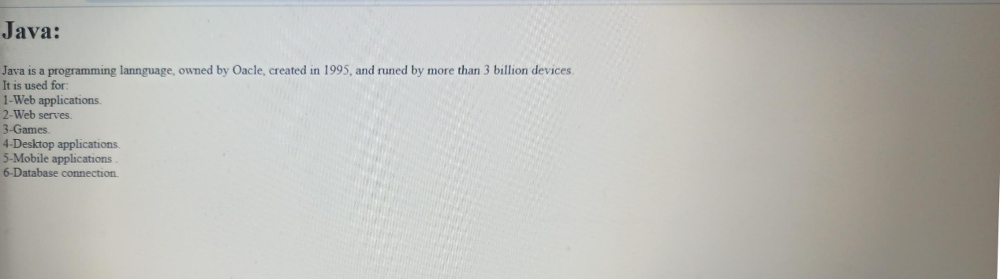 Java:
Java is a programming lannguage, owned by Oacle, created in 1995, and runed by more than 3 billion devices.
It is used for:
1-Web applications.
2-Web serves.
3-Games.
4-Desktop applications.
5-Mobile applications .
6-Database connection.